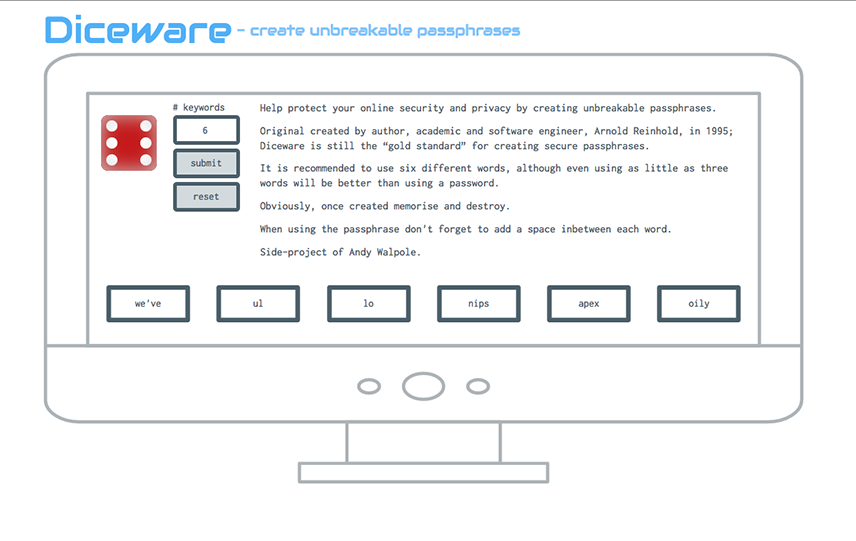 Diceware - create unbreakable passphrases
# keywords
6
submit
reset
Help protect your online security and privacy by creating unbreakable passphrases.
Original created by author, academic and software engineer, Arnold Reinhold, in 1995;
Diceware is still the “gold standard” for creating secure passphrases.
It is recommended to use six different words, although even using as little as three
words will be better than using a password.
Obviously, once created memorise and destroy.
When using the passphrase don't forget to add a space inbetween each word.
Side-project of Andy Walpole.
we've ul lo nips apex oily